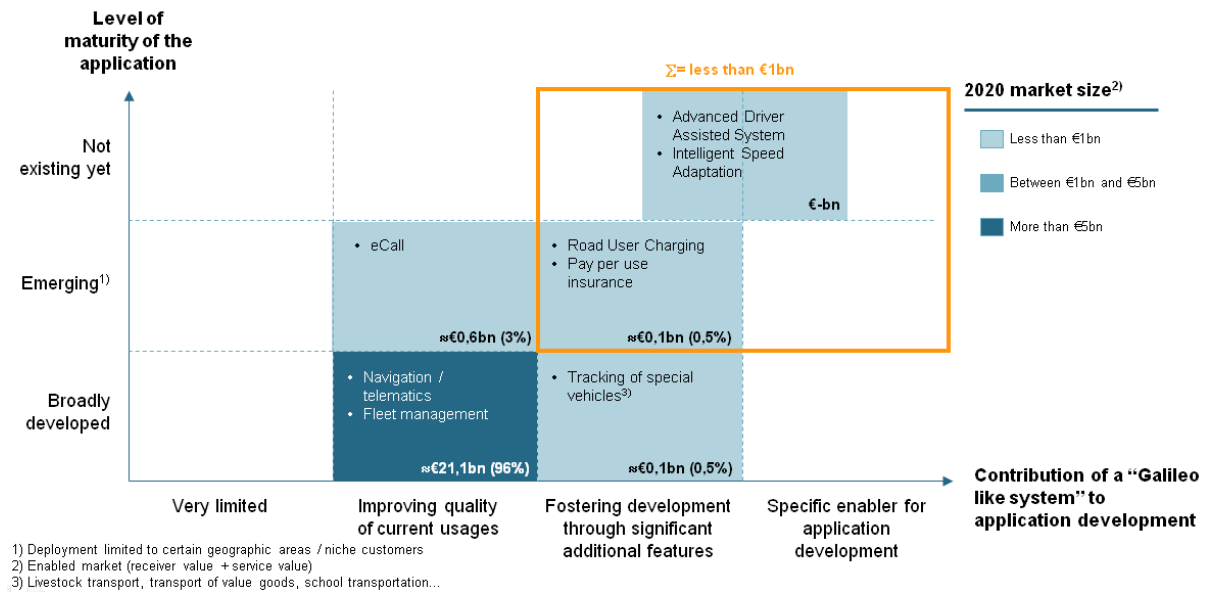 Level of
maturity of the
application
Σ= less than €1bn
2020 market size2)
Less than €1bn
Between €1bn and €5bn
More than €5bn
Not
existing yet
• Advanced Driver
Assisted System
• Intelligent Speed
Adaptation
€-bn
Emerging1)
• eCall
≈€0,6bn (3%)
• Road User Charging
• Pay per use
insurance
≈€0,1bn (0,5%)
Broadly
developed
• Navigation /
telematics
• Fleet management
≈€21,1bn (96%)
• Tracking of special
vehicles3)
≈€0,1bn (0,5%)
Very limited
Improving quality
of current usages
Fostering development
through significant
additional features
Specific enabler for
application
development
Contribution of a “Galileo
like system” to
application development
1) Deployment limited to certain geographic areas / niche customers
2) Enabled market (receiver value + service value)
3) Livestock transport, transport of value goods, school transportation...